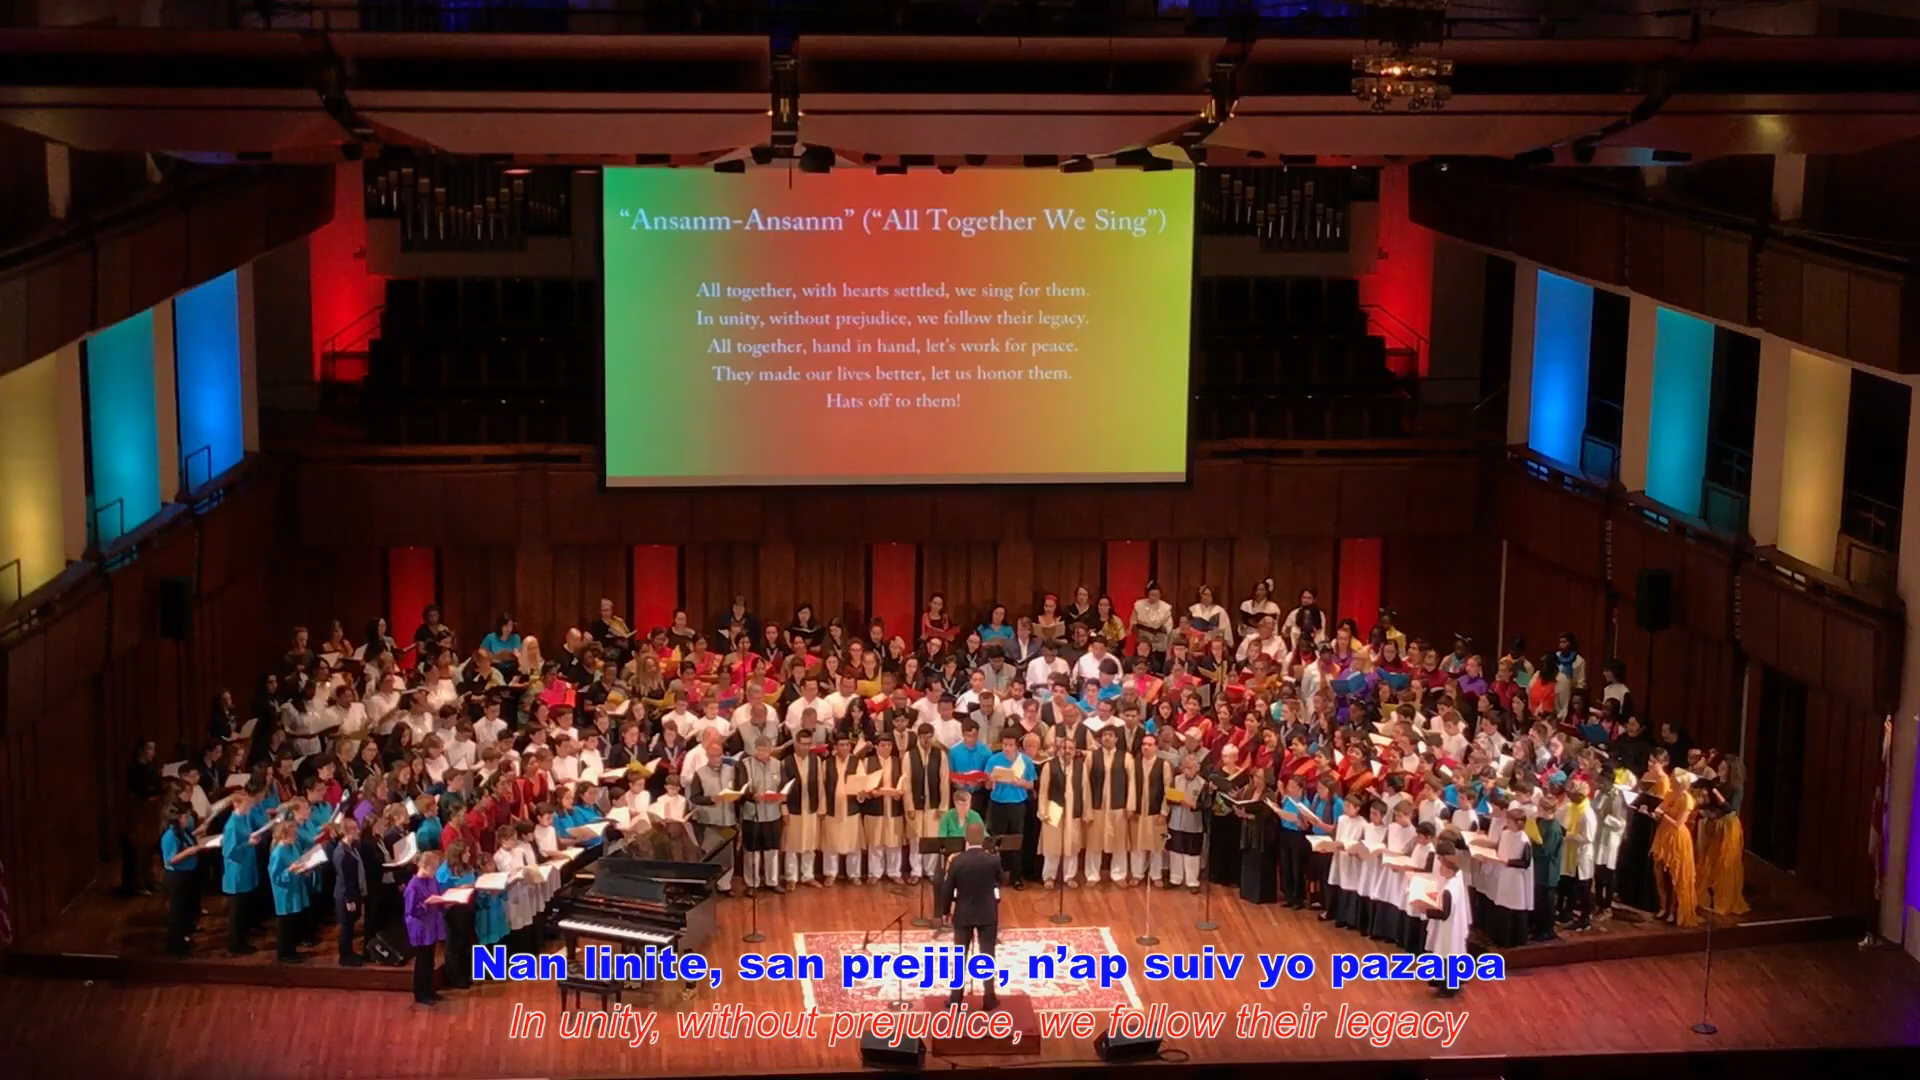 “Ansanm-Ansanm” (“All Together We Sing”)
All together, with hearts settled, we sing for them.
In unity, without prejudice, we follow their legacy.
All together, hand in hand, let's work for peace.
They made our lives better, let us honor them.
Hats off to them!
Nan linite, san prejije, n’ap suiv yo pazapa
In unity, without prejudice, we follow their legacy